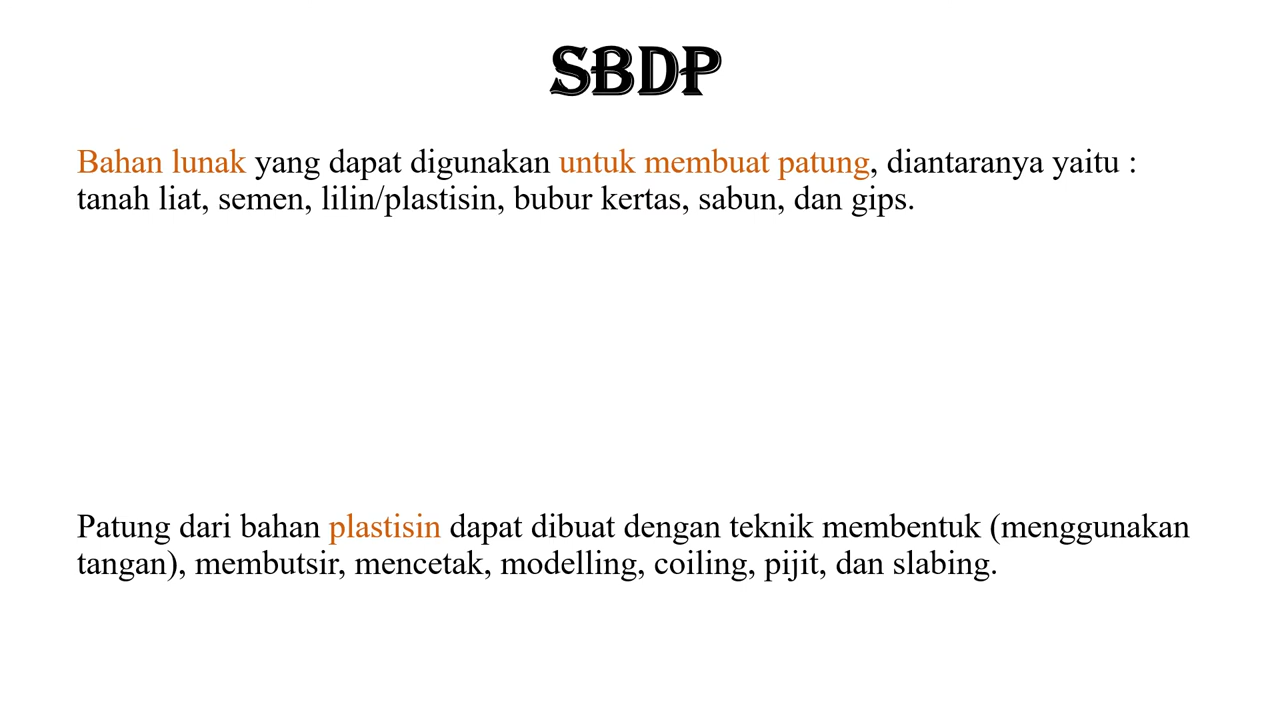 SBDP
Bahan lunak yang dapat digunakan untuk membuat patung, diantaranya yaitu :
tanah liat, semen, lilin/plastisin, bubur kertas, sabun, dan gips.
Patung dari bahan plastisin dapat dibuat dengan teknik membentuk (menggunakan
tangan), membutsir, mencetak, modelling, coiling, pijit, dan slabing.